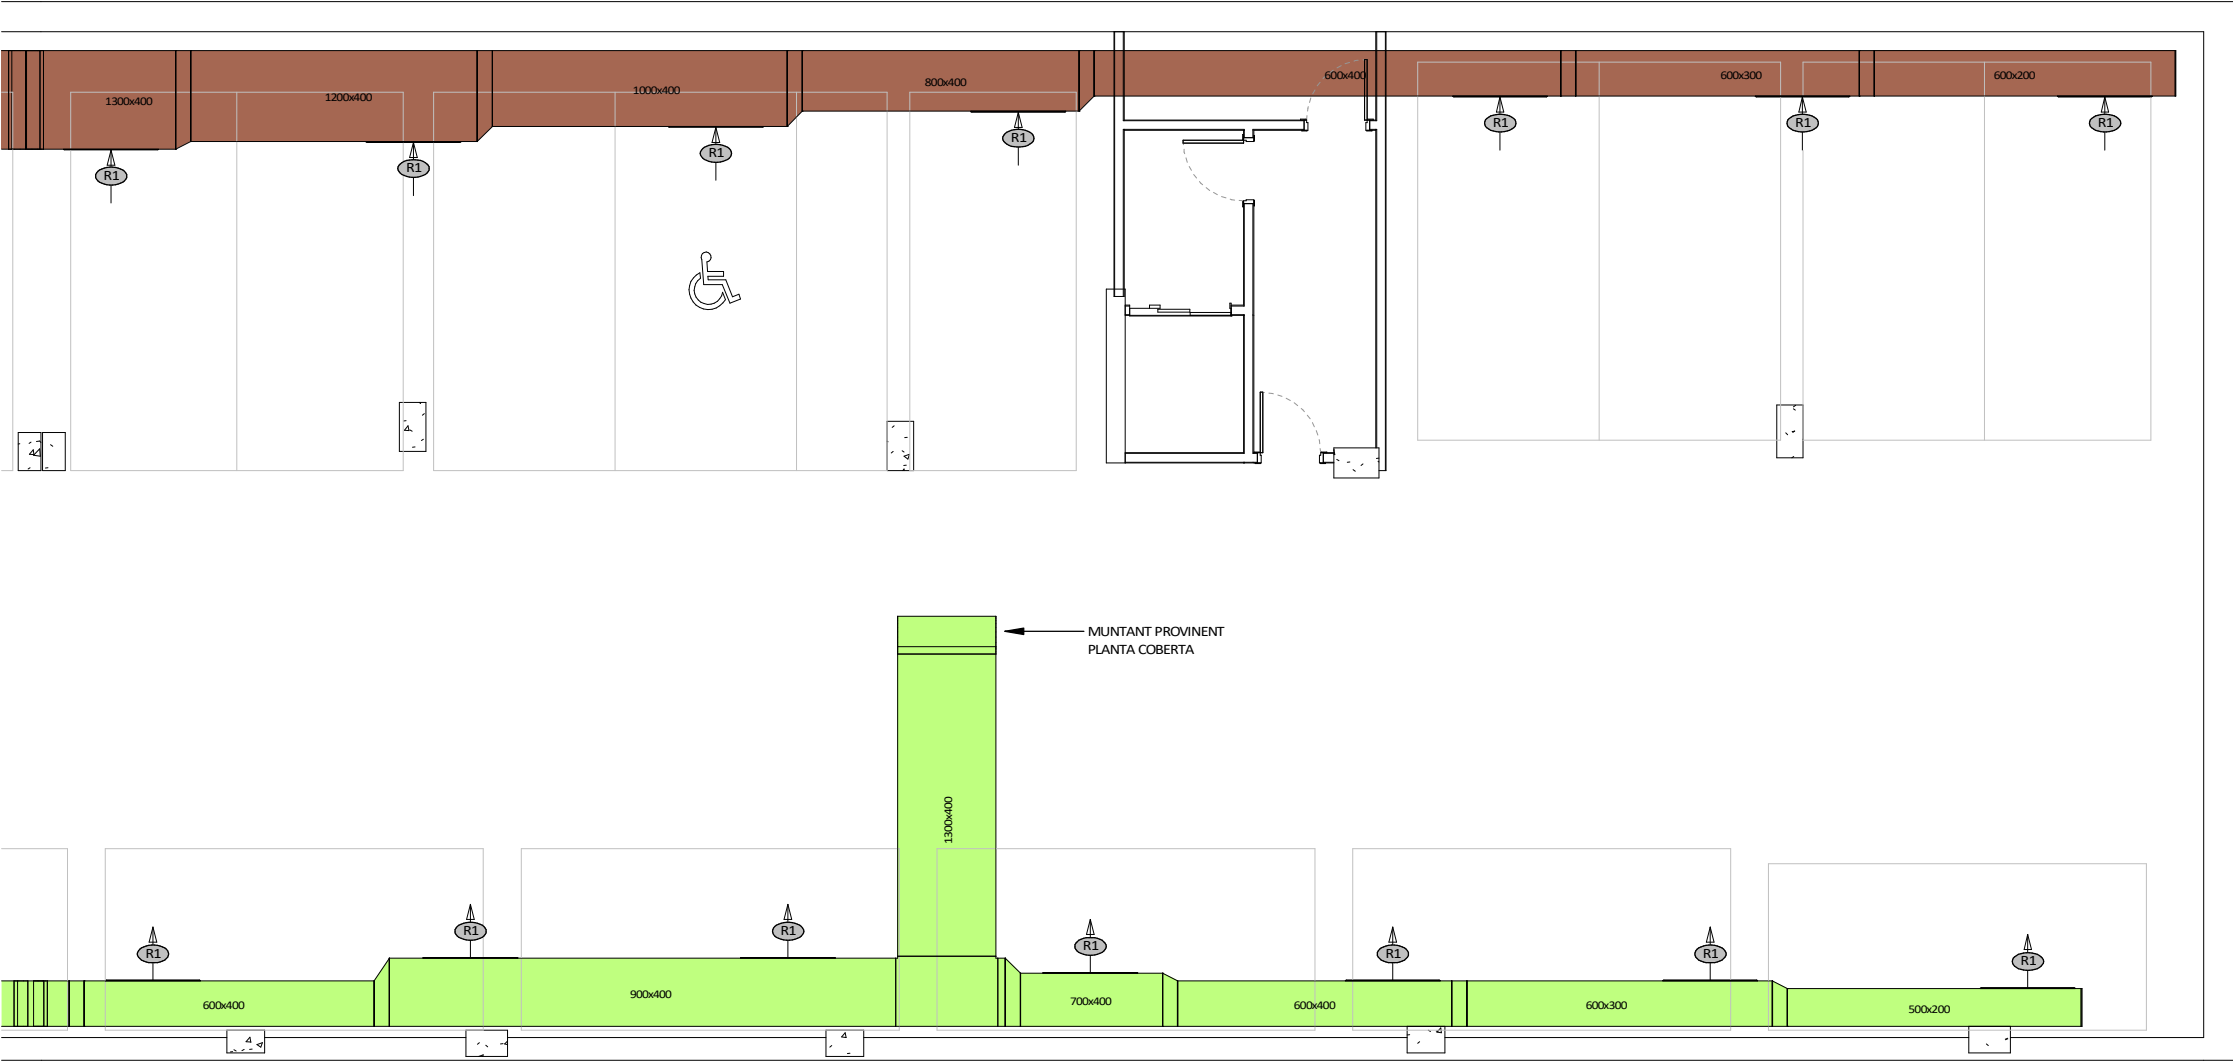 1300x400
1200x400
1000x400
800x400
600x400
600x300
600x200
R1
R1
R1
R1
R1
R1
R1
MUNTANT PROVINENT
PLANTA COBERTA
1300x400
R1
R1
R1
R1
R1
R1
R1
600x400
900x400
700x400
600x400
600x300
500x200